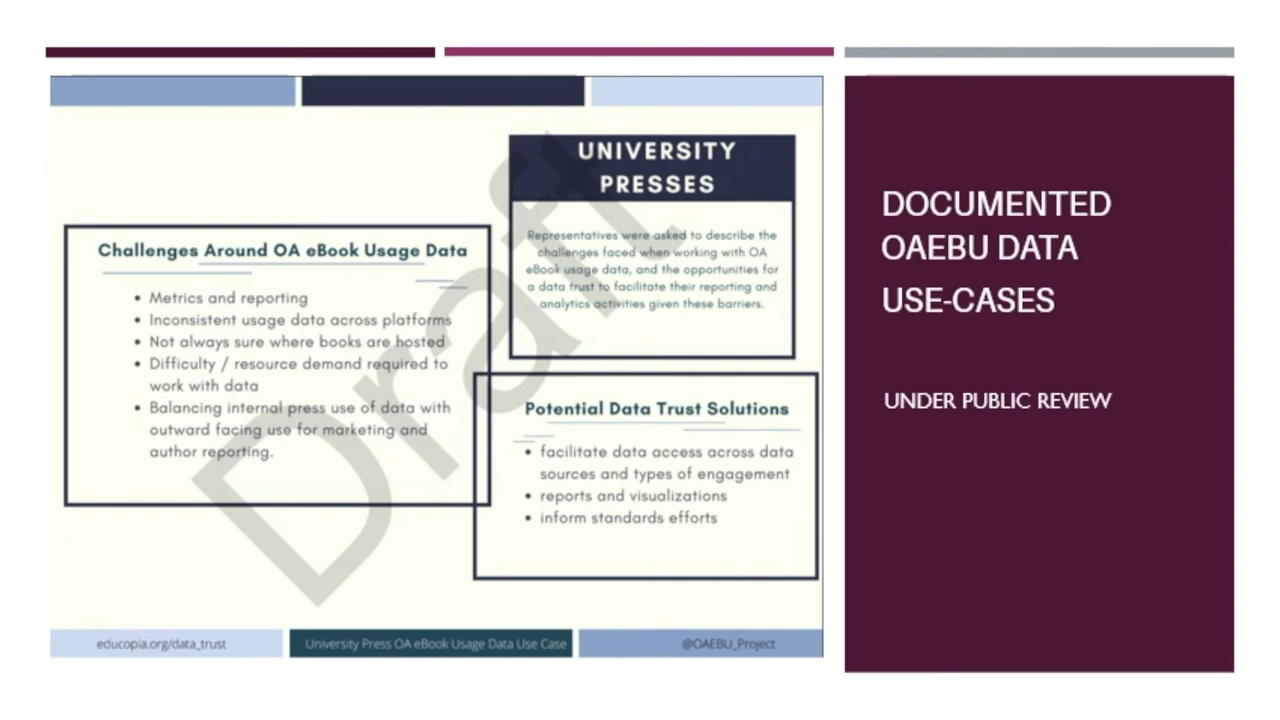 UNIVERSITY
PRESSES
Representatives were asked to describe the
challenges faced when working with OA
eBook usage data, and the opportunities for
a data trust to facilitate their reporting and
analytics activities given these barriers.
Challenges Around OA eBook Usage Data
• Metrics and reporting
• Inconsistent usage data across platforms
• Not always sure where books are hosted
• Difficulty / resource demand required to
work with data
• Balancing internal press use of data with
outward facing use for marketing and
author reporting.
Potential Data Trust Solutions
• facilitate data access across data
sources and types of engagement
• reports and visualizations
• inform standards efforts
Draft
educopia.org/data_trust
University Press OA eBook Usage Data Use Case
@OAEBU_Project
DOCUMENTED
OAEBU DATA
USE-CASES
UNDER PUBLIC REVIEW